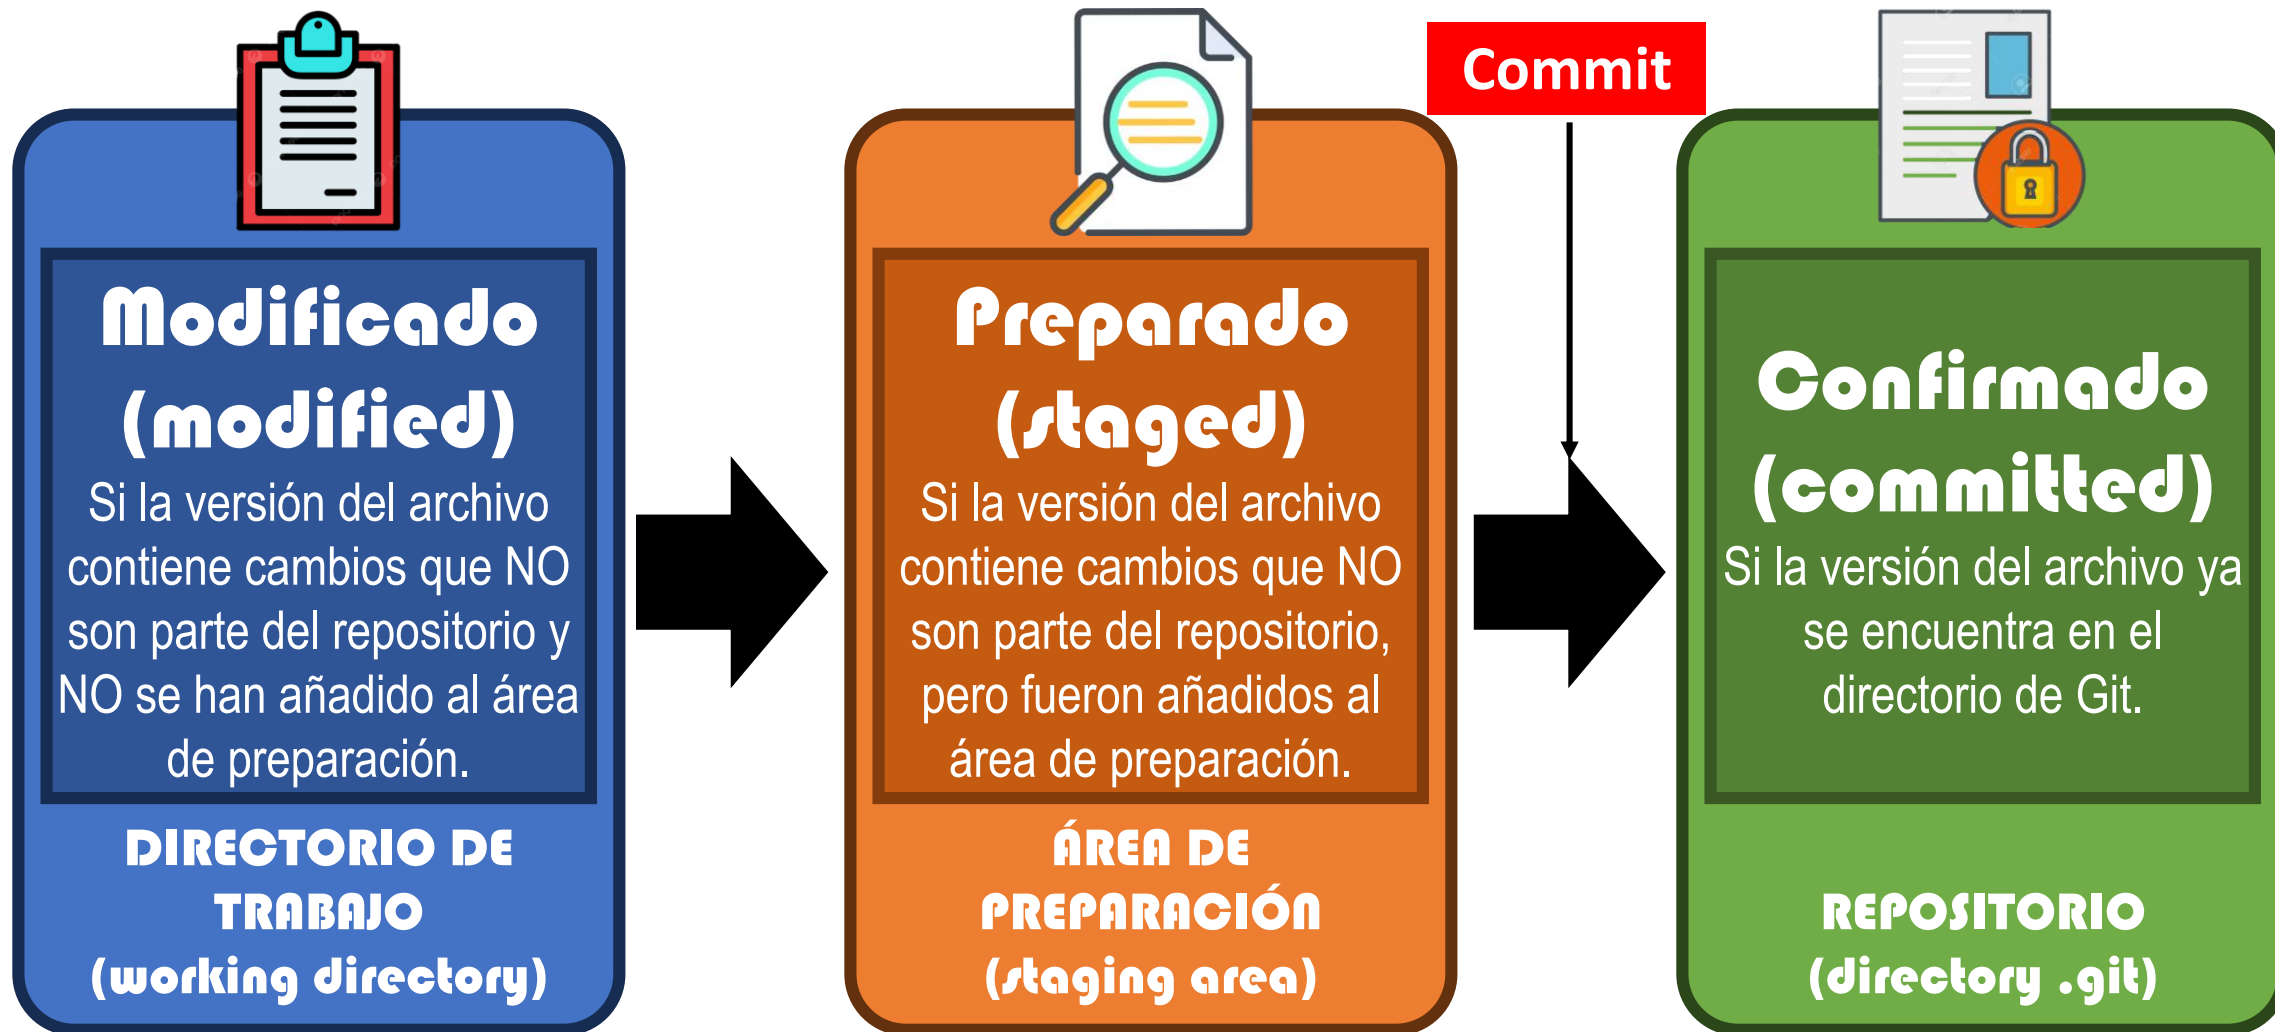 Commit
Modificado
(modified)
Si la versión del archivo
contiene cambios que NO
son parte del repositorio y
NO se han añadido al área
de preparación.
DIRECTORIO DE
TRABAJO
(working directory)
Preparado
(staged)
Si la versión del archivo
contiene cambios que NO
son parte del repositorio,
pero fueron añadidos al
área de preparación.
ÁREA DE
PREPARACIÓN
(staging area)
Confirmado
(committed)
Si la versión del archivo ya
se encuentra en el
directorio de Git.
REPOSITORIO
(directory .git)